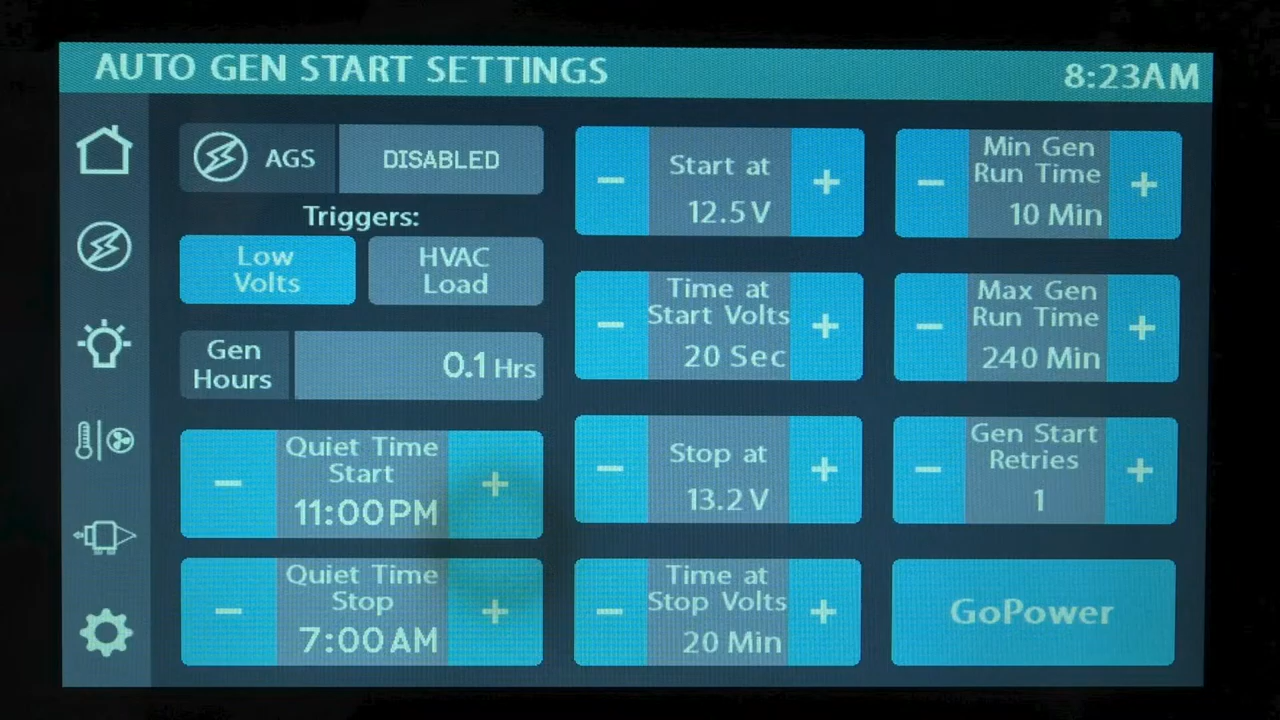 AUTO GEN START SETTINGS
8:23AM
AGS
DISABLED
Triggers:
Low
Volts
HVAC
Load
Gen
Hours
0.1 Hrs
Quiet Time
Start
11:00PM
Quiet Time
Stop
7:00AM
Start at
12.5V
Time at
Start Volts
20 Sec
Stop at
13.2V
Time at
Stop Volts
20 Min
Min Gen
Run Time
10 Min
Max Gen
Run Time
240 Min
Gen Start
Retries
1
GoPower